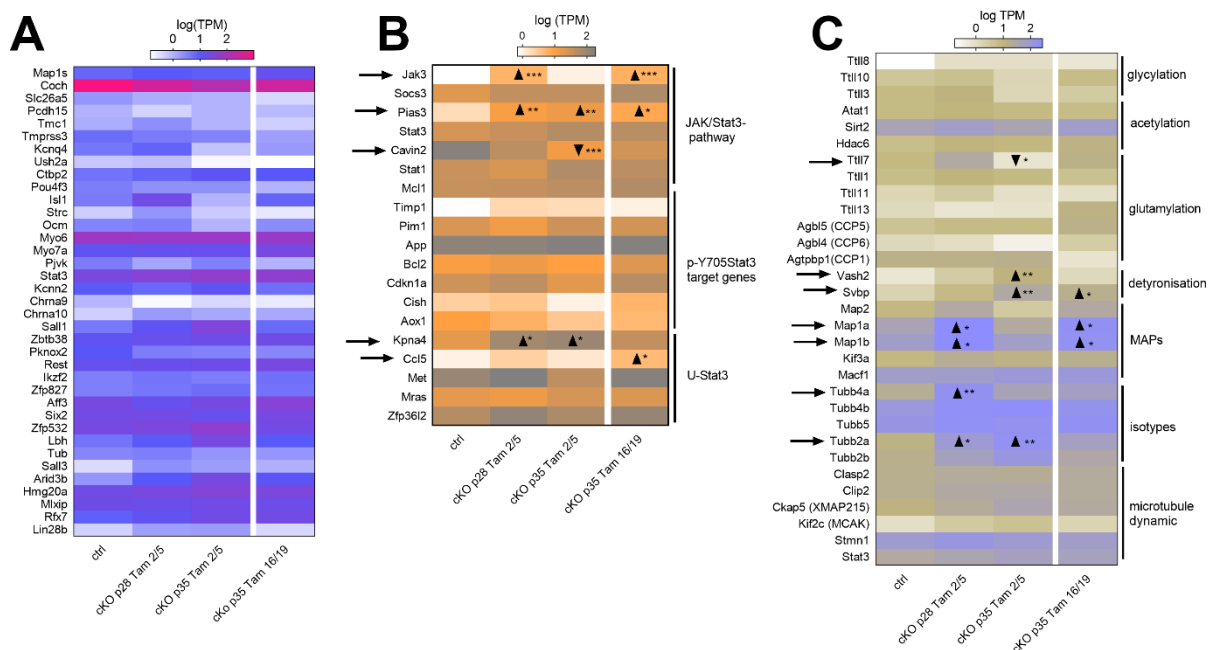 A
log(TPM)
0 1 2
Map1s
Coch
Slc26a5
Pcdh15
Tmc1
Tmprss3
Kcnq4
Ush2a
Ctbp2
Pou4f3
Isl1
Strc
Ocm
Myo6
Myo7a
Pjvk
Stat3
Kcnn2
Chrna9
Chrna10
Sall1
Zbtb38
Pknox2
Rest
Ikzf2
Zfp827
Aff3
Six2
Zfp532
Lbh
Tub
Sall3
Arid3b
Hmg20a
Mlxip
Rfx7
Lin28b
ctrl
cKO p28 Tam 2/5
cKO p35 Tam 2/5
cKo p35 Tam 16/19
B
log (TPM)
0 1 2
Jak3 ▲*** ▲***
Socs3
Pias3 ▲** ▲** ▲*
Stat3
Cavin2 ▼***
Stat1
Mcl1
Timp1
Pim1
App
Bcl2
Cdkn1a
Cish
Aox1
Kpna4 ▲* ▲*
Ccl5 ▲*
Met
Mras
Zfp36l2
JAK/Stat3-
pathway
p-Y705Stat3
target genes
U-Stat3
ctrl
cKO p28 Tam 2/5
cKO p35 Tam 2/5
cKO p35 Tam 16/19
C
log TPM
0 1 2
Ttll8
Ttll10
Ttll3
Atat1
Sirt2
Hdac6
Ttll7 ▼*
Ttll1
Ttll11
Ttll13
Agbl5 (CCP5)
Agbl4 (CCP6)
Agtpbp1(CCP1)
Vash2 ▲**
Svbp ▲** ▲*
Map2
Map1a ▲* ▲*
Map1b ▲* ▲*
Kif3a
Macf1
Tubb4a ▲**
Tubb4b
Tubb5
Tubb2a ▲* ▲**
Tubb2b
Clasp2
Clip2
Ckap5 (XMAP215)
Kif2c (MCAK)
Stmn1
Stat3
glycylation
acetylation
glutamylation
detyronisation
MAPs
isotypes
microtubule
dynamic
ctrl
cKO p28 Tam 2/5
cKO p35 Tam 2/5
cKO p35 Tam 16/19